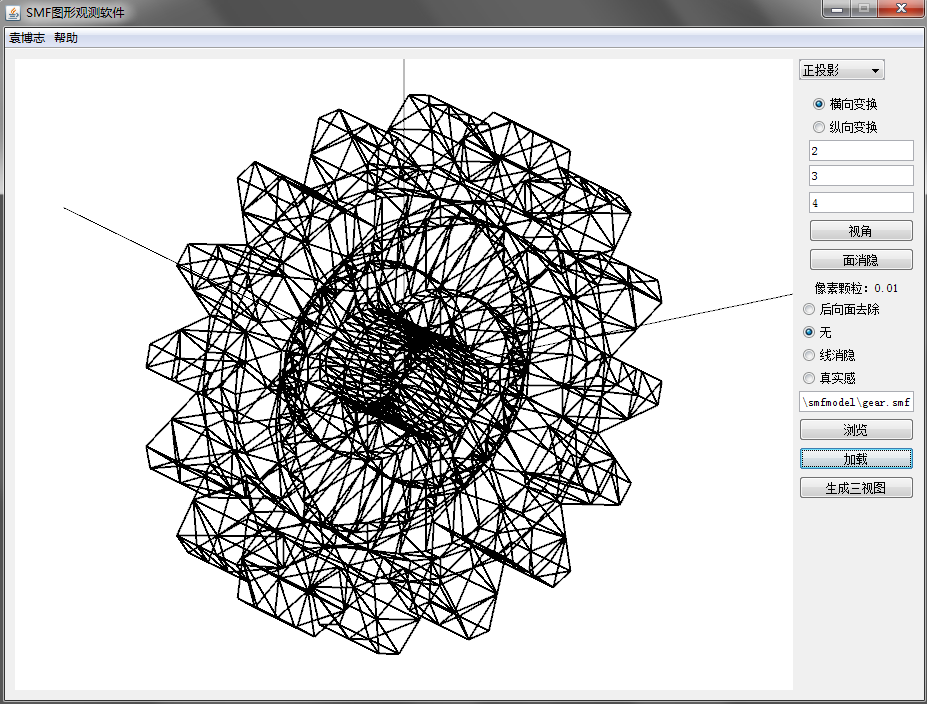 SMF图形观测软件
袁博志 帮助
正投影
横向变换
纵向变换
2
3
4
视角
面消隐
像素颗粒：0.01
后向面去除
无
线消隐
真实感
\smfmodel\gear.smf
浏览
加载
生成三视图